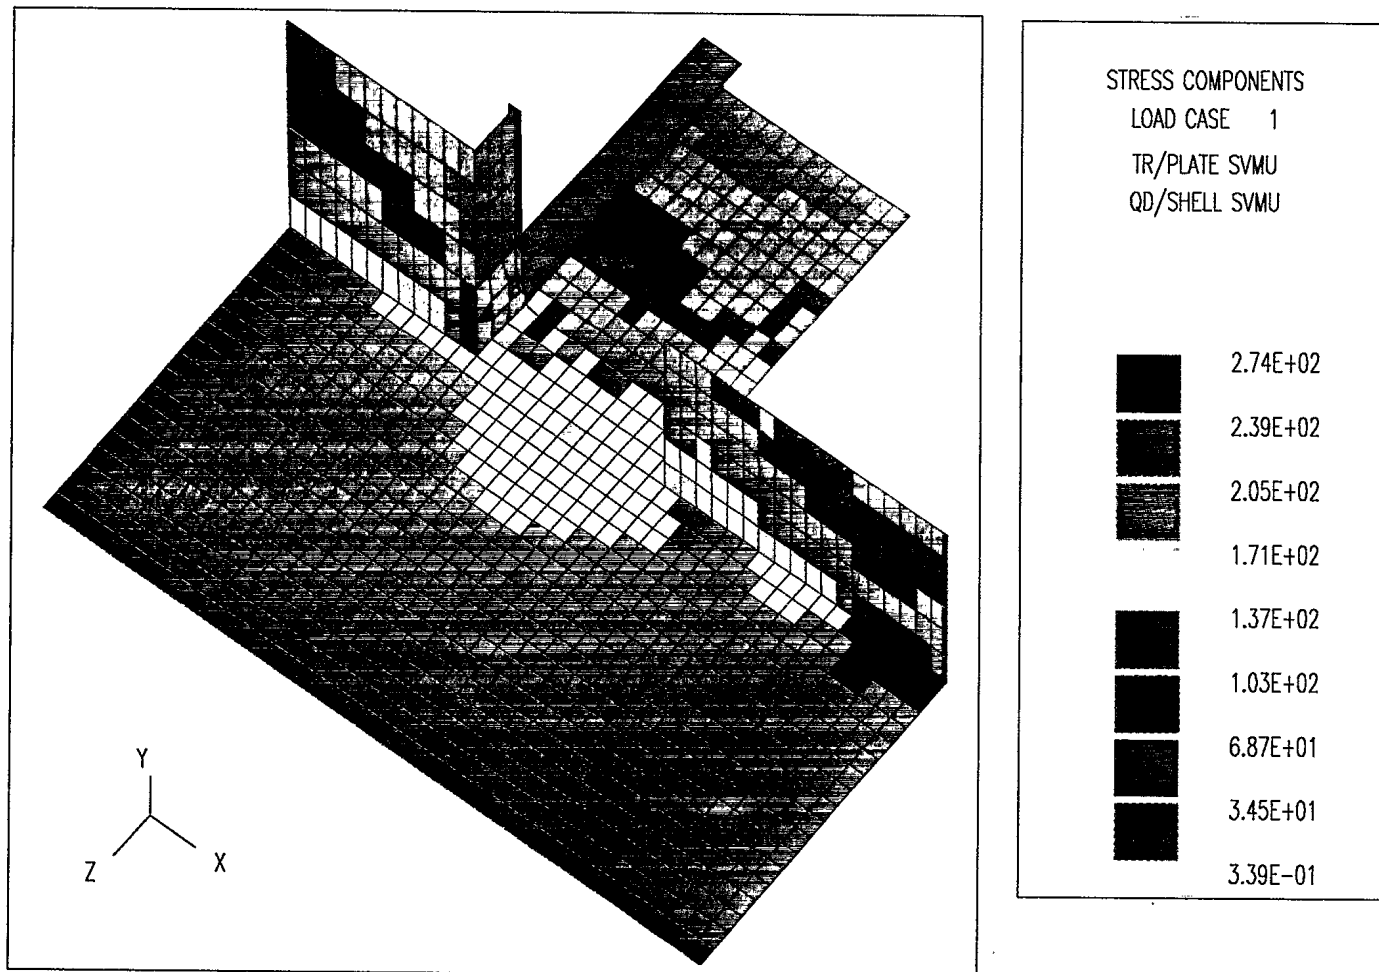 STRESS COMPONENTS
LOAD CASE 1
TR/PLATE SVMU
QD/SHELL SVMU
2.74E+02
2.39E+02
2.05E+02
1.71E+02
1.37E+02
1.03E+02
6.87E+01
3.45E+01
3.39E-01
Y
Z
X